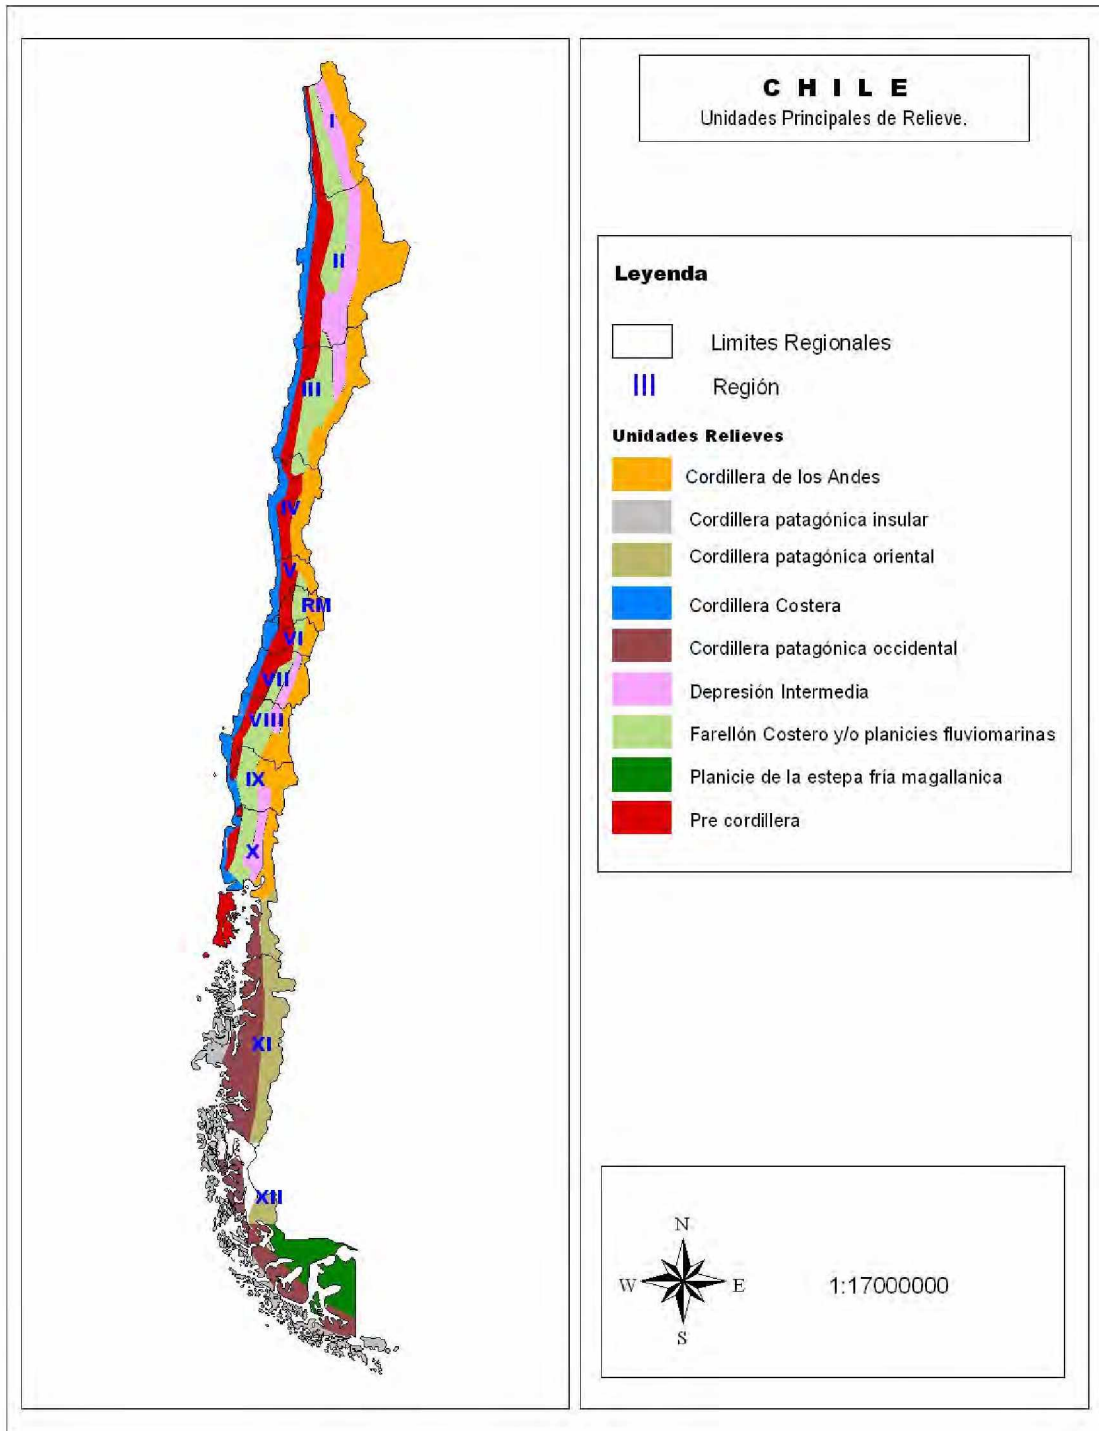 C H I L E
Unidades Principales de Relieve.
Leyenda
Limites Regionales
III Región
Unidades Relieves
Cordillera de los Andes
Cordillera patagónica insular
Cordillera patagónica oriental
Cordillera Costera
Cordillera patagónica occidental
Depresión Intermedia
Farellón Costero y/o planicies fluviomarinas
Planicie de la estepa fría magallanica
Pre cordillera
I
II
III
IV
V
RM
VI
VII
VIII
IX
X
XI
XII
N
W E
S
1:17000000